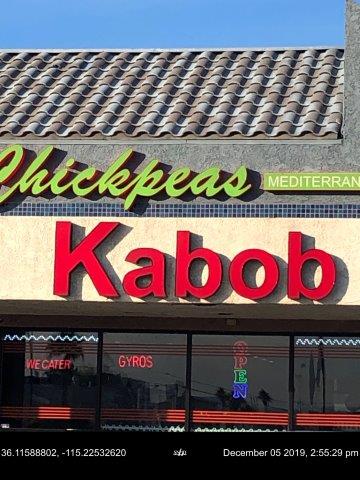 Chickpeas
MEDITERRAN
Kabob
WE CATER
GYROS
OPEN
36.11588802, -115.22532620
December 05 2019, 2:55:29 pm